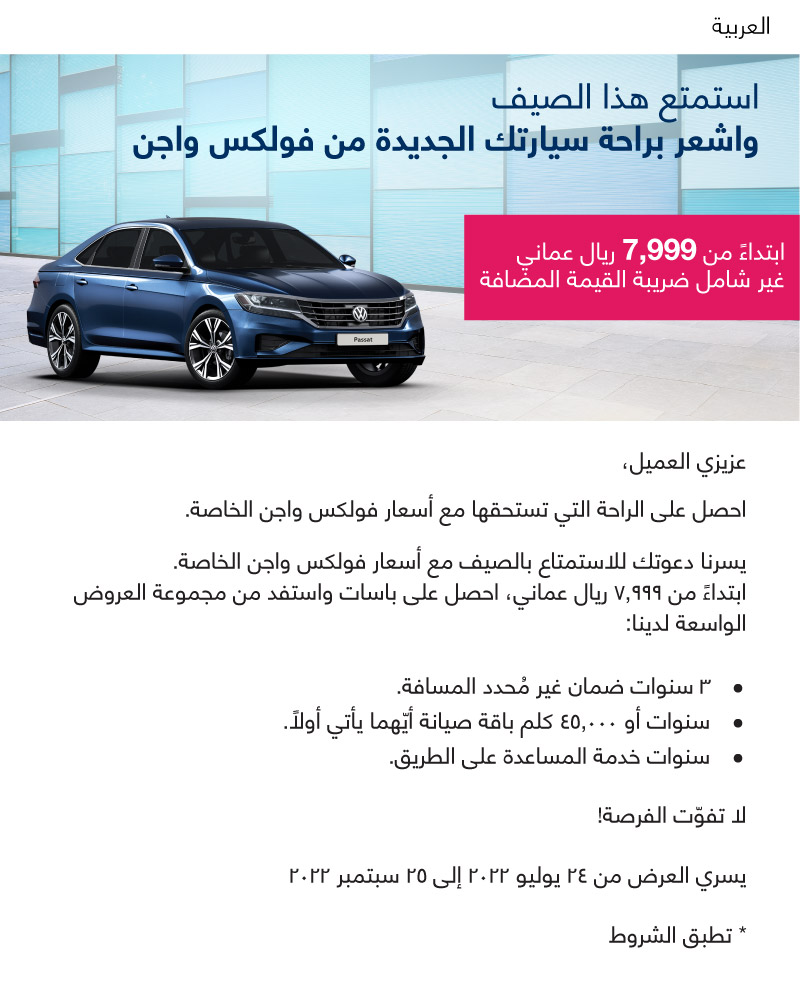 العربية
استمتع هذا الصيف
واشعر براحة سيارتك الجديدة من فولكس واجن
ابتداءً من 7,999 ريال عماني
غير شامل ضريبة القيمة المضافة
Passat
عزيزي العميل،
احصل على الراحة التي تستحقها مع أسعار فولكس واجن الخاصة.
يسرنا دعوتك للاستمتاع بالصيف مع أسعار فولكس واجن الخاصة.
ابتداءً من ٧,٩٩٩ ريال عماني، احصل على باسات واستفد من مجموعة العروض
الواسعة لدينا:
● ٣ سنوات ضمان غير مُحدد المسافة.
● سنوات أو ٤٥,٠٠٠ كلم باقة صيانة أيّهما يأتي أولاً.
● سنوات خدمة المساعدة على الطريق.
لا تفوّت الفرصة!
يسري العرض من ٢٤ يوليو ٢٠٢٢ إلى ٢٥ سبتمبر ٢٠٢٢
* تطبق الشروط